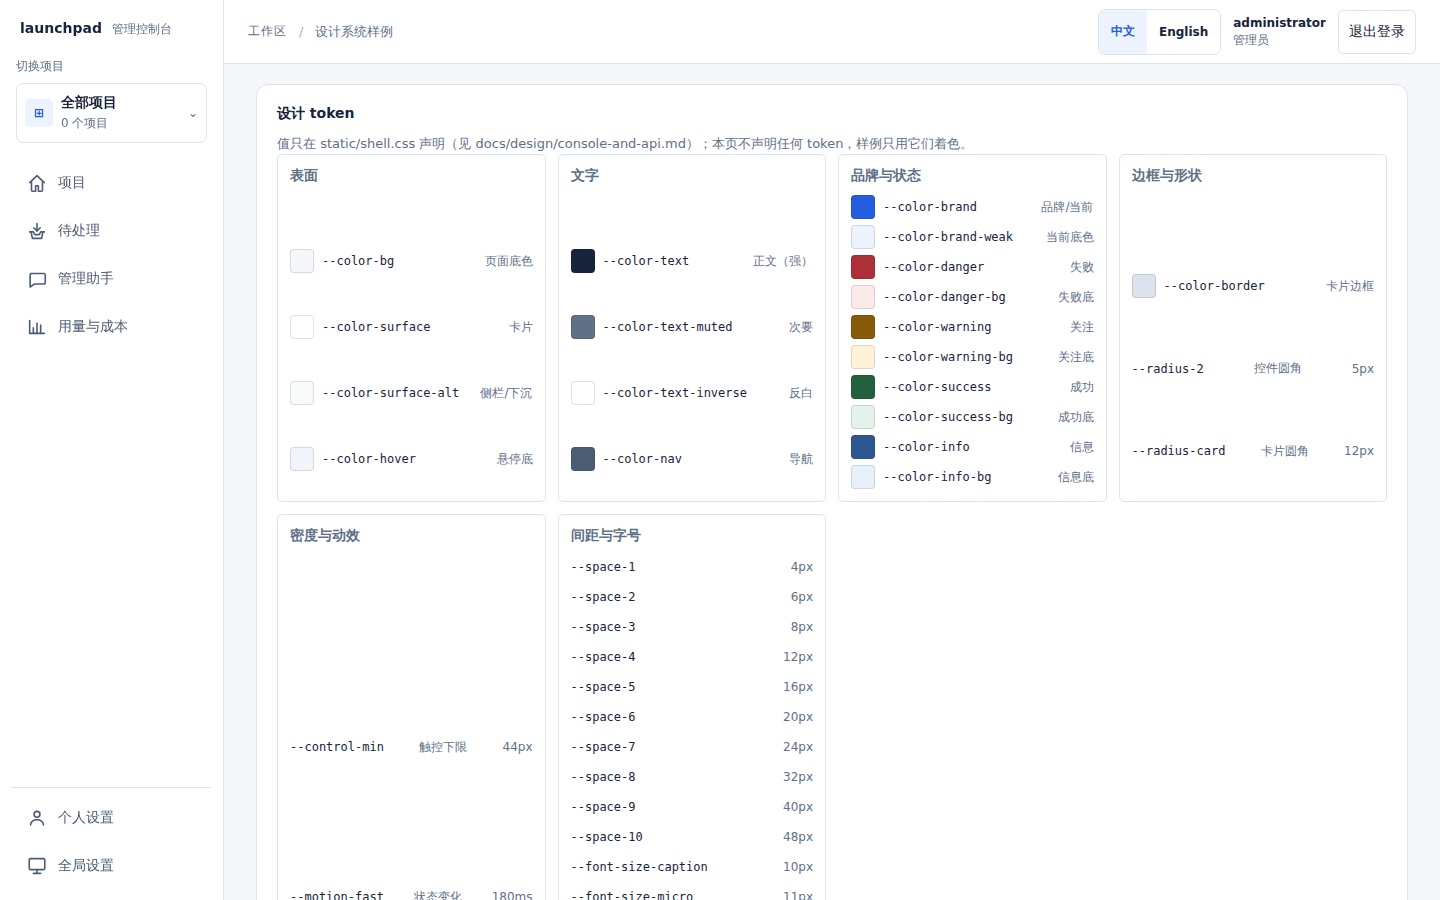 launchpad 管理控制台
切换项目
全部项目
0 个项目
项目
待处理
管理助手
用量与成本
个人设置
全局设置
工作区 / 设计系统样例
中文 English
administrator
管理员
退出登录
设计 token
值只在 static/shell.css 声明（见 docs/design/console-and-api.md）；本页不声明任何 token，样例只用它们着色。
表面
--color-bg 页面底色
--color-surface 卡片
--color-surface-alt 侧栏/下沉
--color-hover 悬停底
文字
--color-text 正文（强）
--color-text-muted 次要
--color-text-inverse 反白
--color-nav 导航
品牌与状态
--color-brand 品牌/当前
--color-brand-weak 当前底色
--color-danger 失败
--color-danger-bg 失败底
--color-warning 关注
--color-warning-bg 关注底
--color-success 成功
--color-success-bg 成功底
--color-info 信息
--color-info-bg 信息底
边框与形状
--color-border 卡片边框
--radius-2 控件圆角 5px
--radius-card 卡片圆角 12px
密度与动效
--control-min 触控下限 44px
--motion-fast 状态变化 180ms
间距与字号
--space-1 4px
--space-2 6px
--space-3 8px
--space-4 12px
--space-5 16px
--space-6 20px
--space-7 24px
--space-8 32px
--space-9 40px
--space-10 48px
--font-size-caption 10px
--font-size-micro 11px